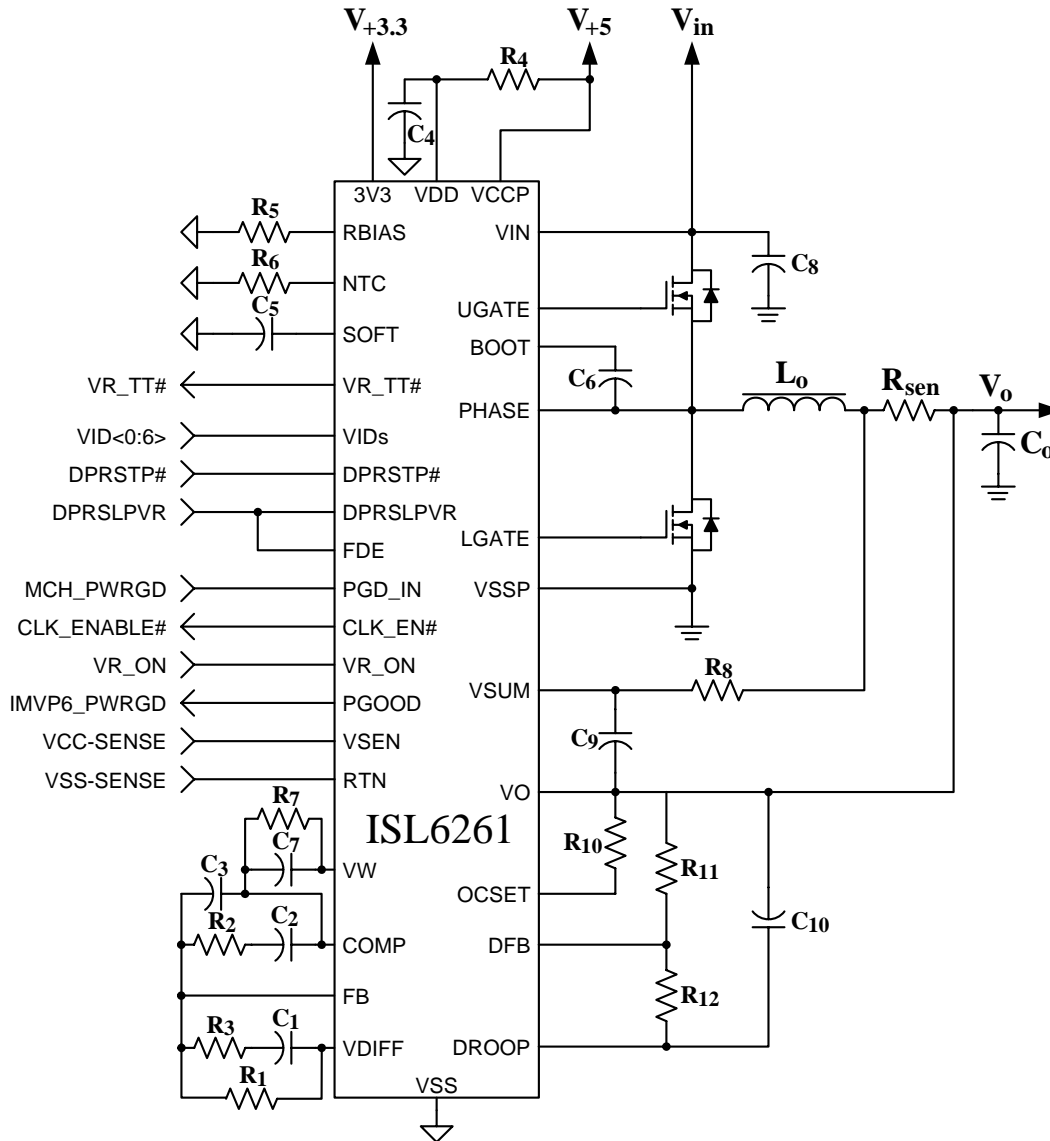 V+3.3
V+5
Vin
R4
C4
3V3
VDD
VCCP
R5
RBIAS
VIN
C8
R6
NTC
UGATE
C5
SOFT
BOOT
VR_TT#
VR_TT#
C6
Lo
Rsen
Vo
PHASE
Co
VID<0:6>
VIDs
DPRSTP#
DPRSTP#
DPRSLPVR
DPRSLPVR
LGATE
FDE
MCH_PWRGD
PGD_IN
VSSP
CLK_ENABLE#
CLK_EN#
VR_ON
VR_ON
R8
IMVP6_PWRGD
PGOOD
VSUM
VCC-SENSE
VSEN
C9
VSS-SENSE
RTN
VO
R7
ISL6261
R10
C7
VW
R11
C3
OCSET
C10
R2
C2
COMP
DFB
FB
R12
R3
C1
VDIFF
DROOP
R1
VSS